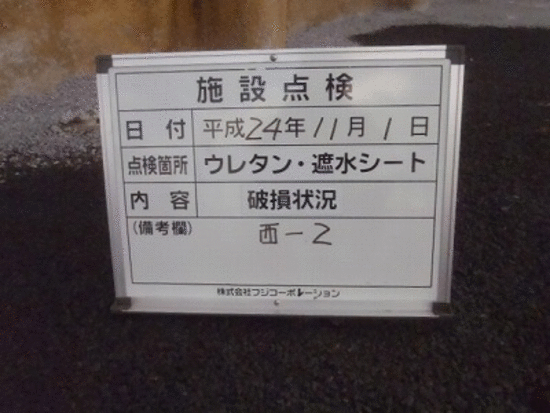 施設点検
日付 平成24年11月1日
点検箇所 ウレタン・遮水シート
内容 破損状況
(備考欄) 西-2
株式会社フジコーポレーション